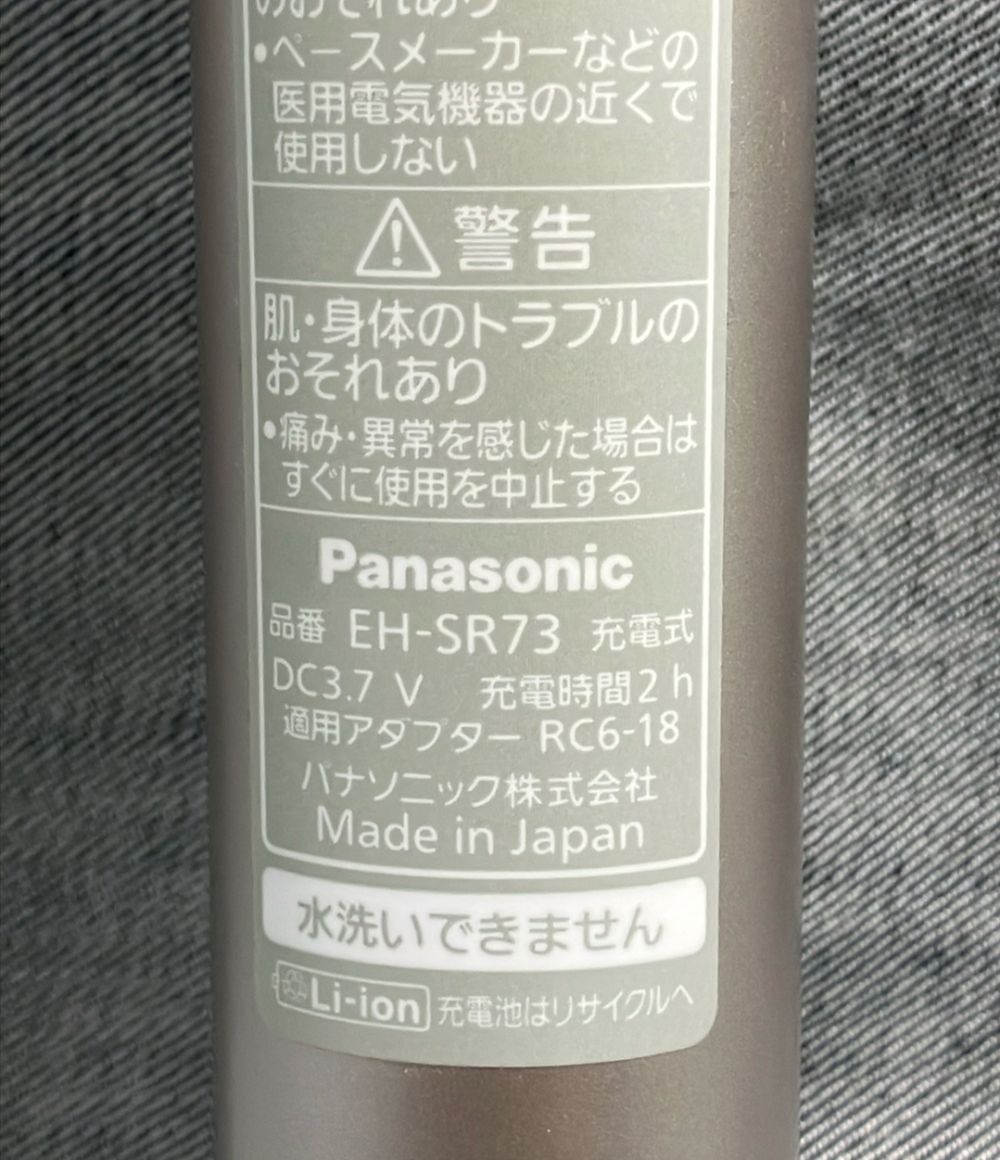 のおそれあり
•ペースメーカーなどの
医用電気機器の近くで
使用しない
警告
肌・身体のトラブルの
おそれあり
•痛み・異常を感じた場合は
すぐに使用を中止する
Panasonic
品番 EH-SR73 充電式
DC3.7 V 充電時間2 h
適用アダプター RC6-18
パナソニック株式会社
Made in Japan
水洗いできません
Li-ion 充電池はリサイクルへ